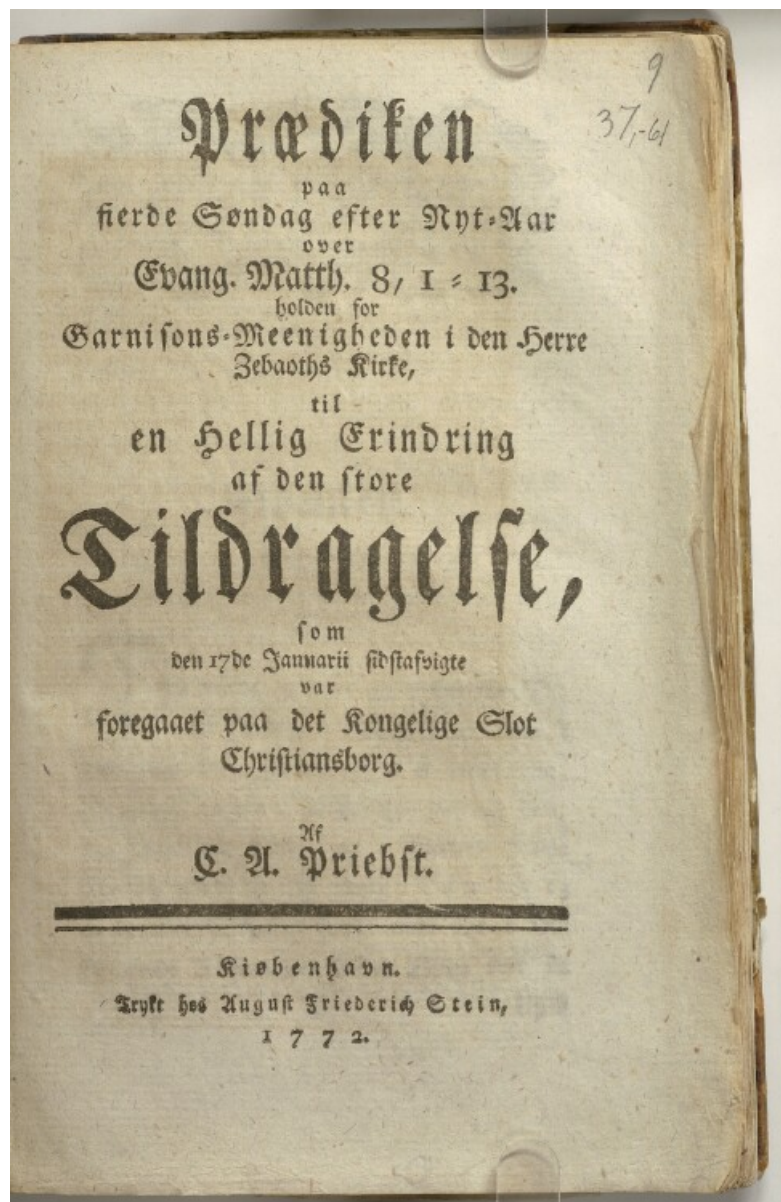 9
37,-61
Prædiken
paa
fierde Søndag efter Nyt-Aar
over
Evang. Matth. 8, 1-13.
holden for
Garnisons-Meenigheden i den Herre
Zebaoths Kirke,
til
en Hellig Erindring
af den store
Tildragelse,
som
den 17de Januarii sidstafvigte
var
foregaaet paa det Kongelige Slot
Christiansborg.
Af
C. A. Priebst.
Kiøbenhavn.
Trykt hos August Friederich Stein,
1772.